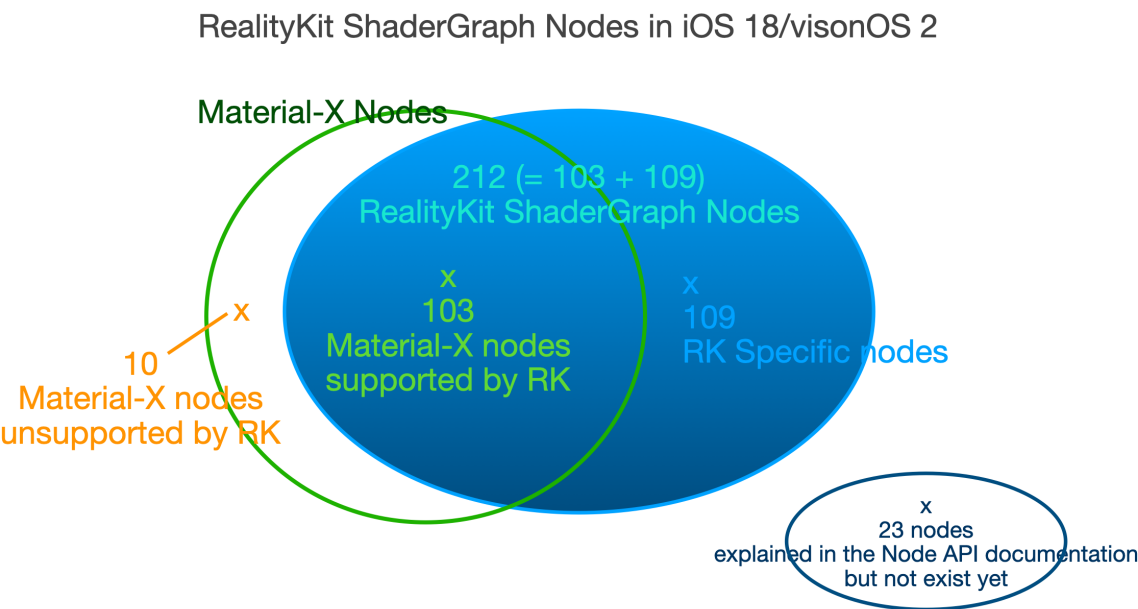 RealityKit ShaderGraph Nodes in iOS 18/visonOS 2
Material-X Nodes
212 (= 103 + 109)
RealityKit ShaderGraph Nodes
x
103
Material-X nodes
supported by RK
x
109
RK Specific nodes
x
10
Material-X nodes
unsupported by RK
x
23 nodes
explained in the Node API documentation
but not exist yet